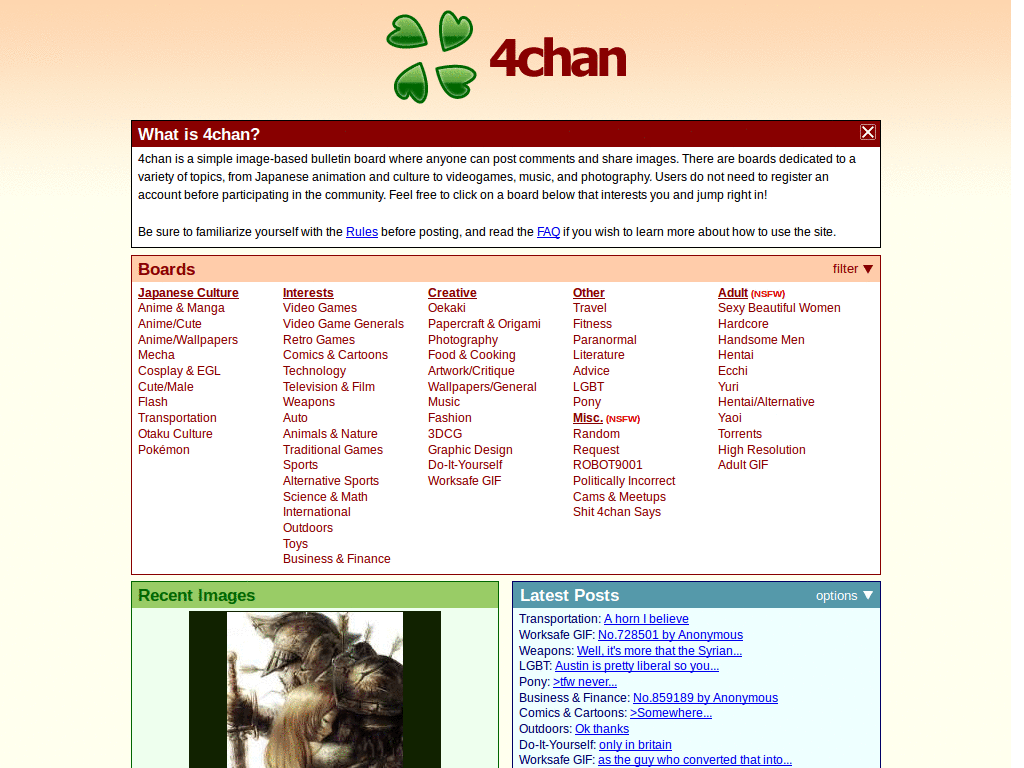 4chan
What is 4chan?
4chan is a simple image-based bulletin board where anyone can post comments and share images. There are boards dedicated to a
variety of topics, from Japanese animation and culture to videogames, music, and photography. Users do not need to register an
account before participating in the community. Feel free to click on a board below that interests you and jump right in!
Be sure to familiarize yourself with the Rules before posting, and read the FAQ if you wish to learn more about how to use the site.
Boards
filter ▼
Japanese Culture
Anime & Manga
Anime/Cute
Anime/Wallpapers
Mecha
Cosplay & EGL
Cute/Male
Flash
Transportation
Otaku Culture
Pokémon
Interests
Video Games
Video Game Generals
Retro Games
Comics & Cartoons
Technology
Television & Film
Weapons
Auto
Animals & Nature
Traditional Games
Sports
Alternative Sports
Science & Math
International
Outdoors
Toys
Business & Finance
Creative
Oekaki
Papercraft & Origami
Photography
Food & Cooking
Artwork/Critique
Wallpapers/General
Music
Fashion
3DCG
Graphic Design
Do-It-Yourself
Worksafe GIF
Other
Travel
Fitness
Paranormal
Literature
Advice
LGBT
Pony
Misc. (NSFW)
Random
Request
ROBOT9001
Politically Incorrect
Cams & Meetups
Shit 4chan Says
Adult (NSFW)
Sexy Beautiful Women
Hardcore
Handsome Men
Hentai
Ecchi
Yuri
Hentai/Alternative
Yaoi
Torrents
High Resolution
Adult GIF
Recent Images
Latest Posts
options ▼
Transportation: A horn I believe
Worksafe GIF: No.728501 by Anonymous
Weapons: Well, it's more that the Syrian...
LGBT: Austin is pretty liberal so you...
Pony: >tfw never...
Business & Finance: No.859189 by Anonymous
Comics & Cartoons: >Somewhere...
Outdoors: Ok thanks
Do-It-Yourself: only in britain
Worksafe GIF: as the guy who converted that into...